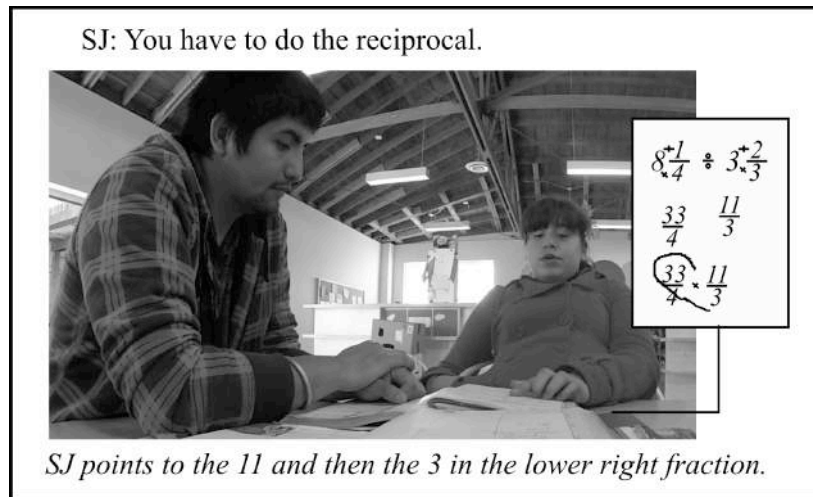 SJ: You have to do the reciprocal.
8 + 1/4 ÷ 3 + 2/3
× ×
33/4 11/3
33/4 × 11/3
SJ points to the 11 and then the 3 in the lower right fraction.